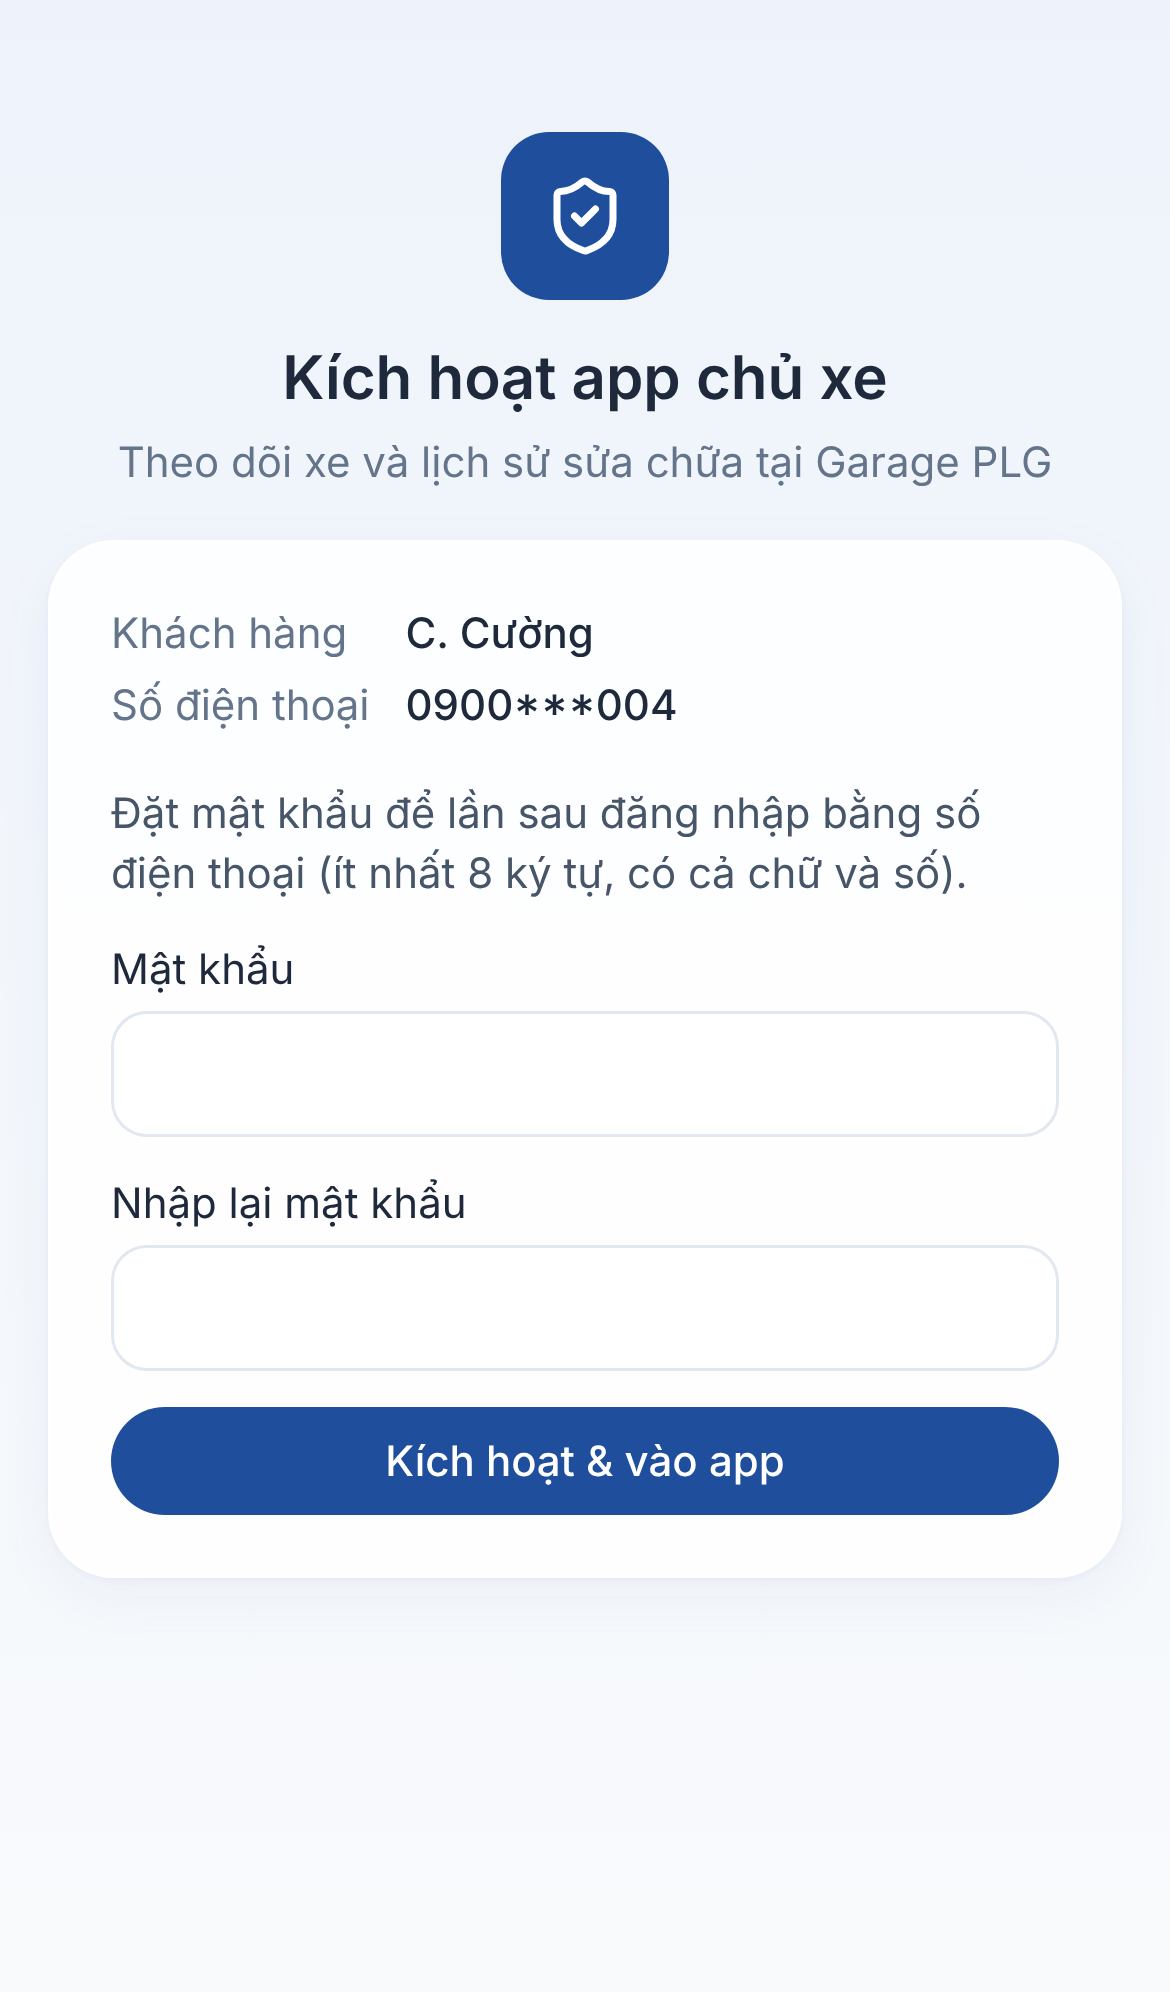 Kích hoạt app chủ xe
Theo dõi xe và lịch sử sửa chữa tại Garage PLG
Khách hàng C. Cường
Số điện thoại 0900***004
Đặt mật khẩu để lần sau đăng nhập bằng số
điện thoại (ít nhất 8 ký tự, có cả chữ và số).
Mật khẩu
Nhập lại mật khẩu
Kích hoạt & vào app